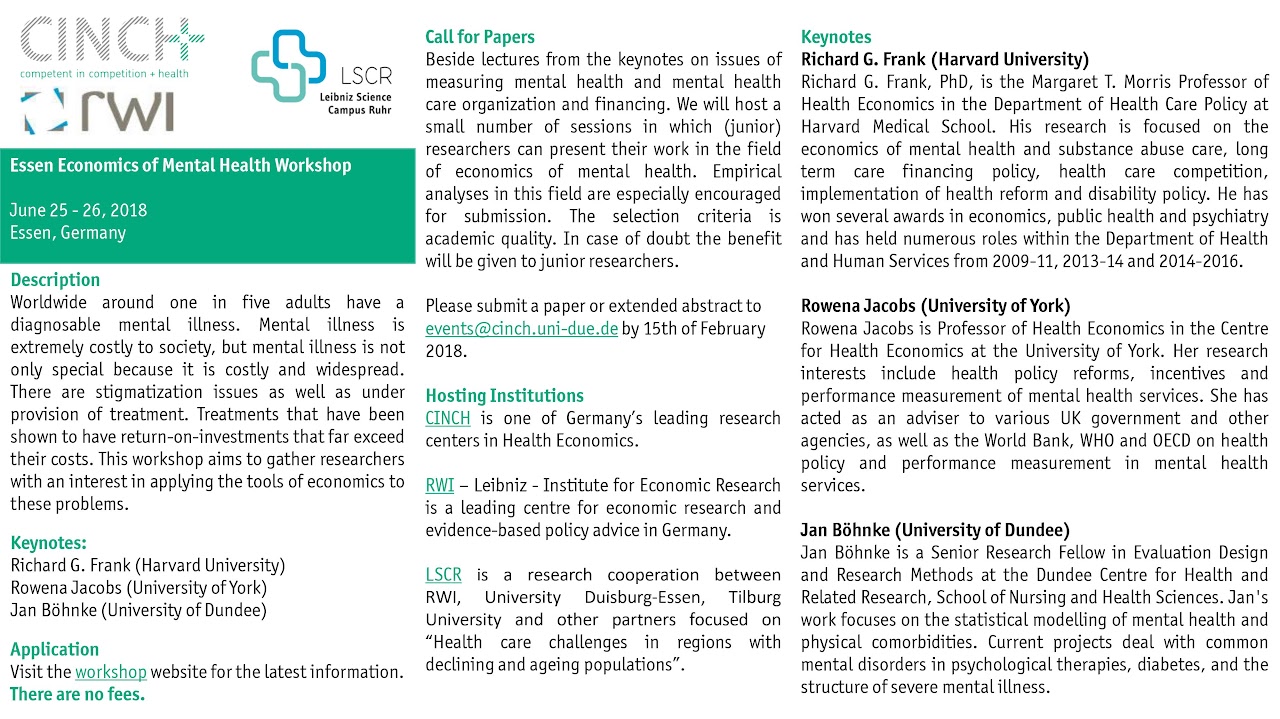 CINCH+
competent in competition + health
rwi
LSCR
Leibniz Science
Campus Ruhr
Essen Economics of Mental Health Workshop
June 25 - 26, 2018
Essen, Germany
Description
Worldwide around one in five adults have a
diagnosable mental illness. Mental illness is
extremely costly to society, but mental illness is not
only special because it is costly and widespread.
There are stigmatization issues as well as under
provision of treatment. Treatments that have been
shown to have return-on-investments that far exceed
their costs. This workshop aims to gather researchers
with an interest in applying the tools of economics to
these problems.
Keynotes:
Richard G. Frank (Harvard University)
Rowena Jacobs (University of York)
Jan Böhnke (University of Dundee)
Application
Visit the workshop website for the latest information.
There are no fees.
Call for Papers
Beside lectures from the keynotes on issues of
measuring mental health and mental health
care organization and financing. We will host a
small number of sessions in which (junior)
researchers can present their work in the field
of economics of mental health. Empirical
analyses in this field are especially encouraged
for submission. The selection criteria is
academic quality. In case of doubt the benefit
will be given to junior researchers.
Please submit a paper or extended abstract to
events@cinch.uni-due.de by 15th of February
2018.
Hosting Institutions
CINCH is one of Germany's leading research
centers in Health Economics.
RWI – Leibniz - Institute for Economic Research
is a leading centre for economic research and
evidence-based policy advice in Germany.
LSCR is a research cooperation between
RWI, University Duisburg-Essen, Tilburg
University and other partners focused on
“Health care challenges in regions with
declining and ageing populations”.
Keynotes
Richard G. Frank (Harvard University)
Richard G. Frank, PhD, is the Margaret T. Morris Professor of
Health Economics in the Department of Health Care Policy at
Harvard Medical School. His research is focused on the
economics of mental health and substance abuse care, long
term care financing policy, health care competition,
implementation of health reform and disability policy. He has
won several awards in economics, public health and psychiatry
and has held numerous roles within the Department of Health
and Human Services from 2009-11, 2013-14 and 2014-2016.
Rowena Jacobs (University of York)
Rowena Jacobs is Professor of Health Economics in the Centre
for Health Economics at the University of York. Her research
interests include health policy reforms, incentives and
performance measurement of mental health services. She has
acted as an adviser to various UK government and other
agencies, as well as the World Bank, WHO and OECD on health
policy and performance measurement in mental health
services.
Jan Böhnke (University of Dundee)
Jan Böhnke is a Senior Research Fellow in Evaluation Design
and Research Methods at the Dundee Centre for Health and
Related Research, School of Nursing and Health Sciences. Jan's
work focuses on the statistical modelling of mental health and
physical comorbidities. Current projects deal with common
mental disorders in psychological therapies, diabetes, and the
structure of severe mental illness.